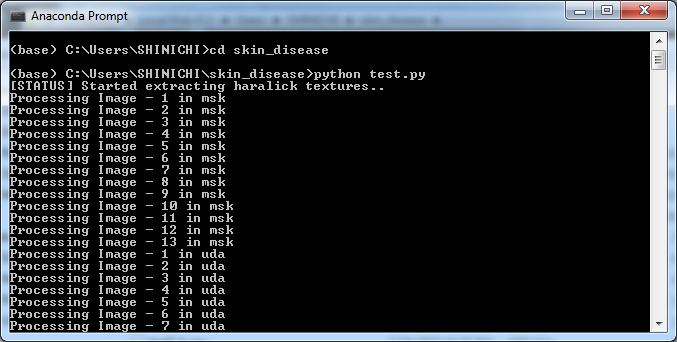 Anaconda Prompt
(base) C:\Users\SHINICHI>cd skin_disease
(base) C:\Users\SHINICHI\skin_disease>python test.py
[STATUS] Started extracting haralick textures..
Processing Image - 1 in msk
Processing Image - 2 in msk
Processing Image - 3 in msk
Processing Image - 4 in msk
Processing Image - 5 in msk
Processing Image - 6 in msk
Processing Image - 7 in msk
Processing Image - 8 in msk
Processing Image - 9 in msk
Processing Image - 10 in msk
Processing Image - 11 in msk
Processing Image - 12 in msk
Processing Image - 13 in msk
Processing Image - 1 in uda
Processing Image - 2 in uda
Processing Image - 3 in uda
Processing Image - 4 in uda
Processing Image - 5 in uda
Processing Image - 6 in uda
Processing Image - 7 in uda